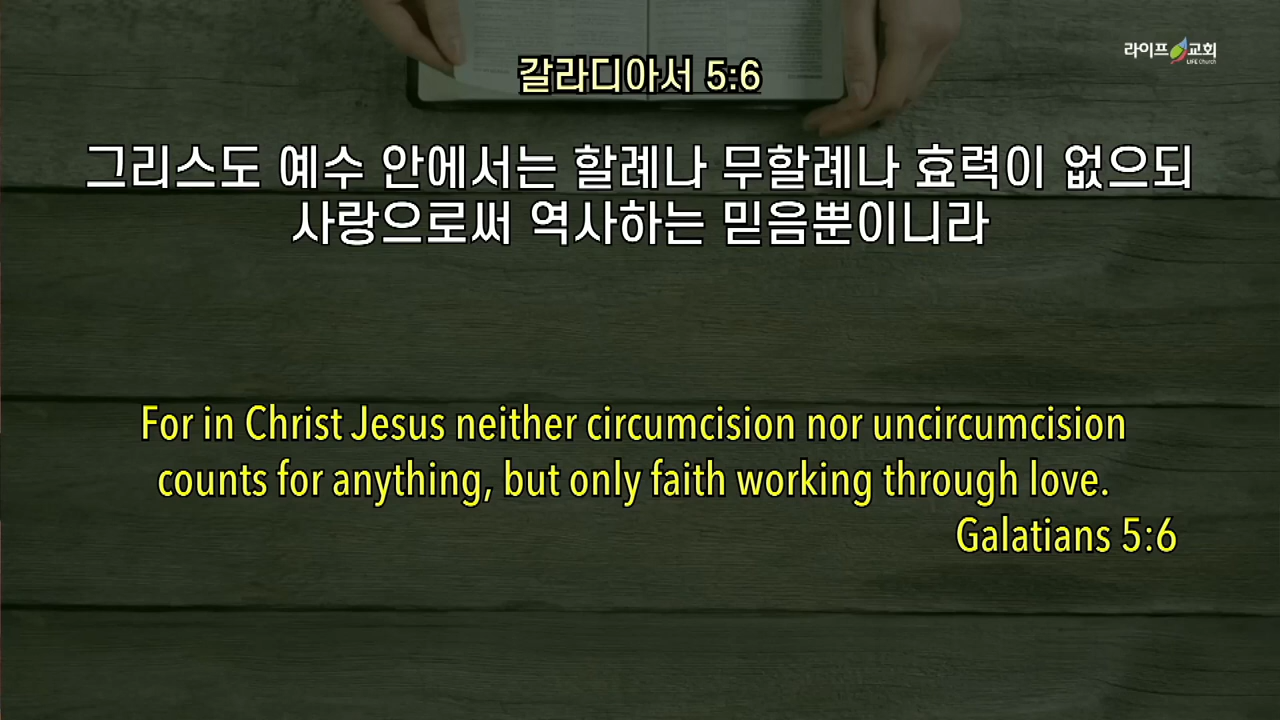 라이프 교회
LIFE Church
갈라디아서 5:6
그리스도 예수 안에서는 할례나 무할례나 효력이 없으되
사랑으로써 역사하는 믿음뿐이니라
For in Christ Jesus neither circumcision nor uncircumcision
counts for anything, but only faith working through love.
Galatians 5:6